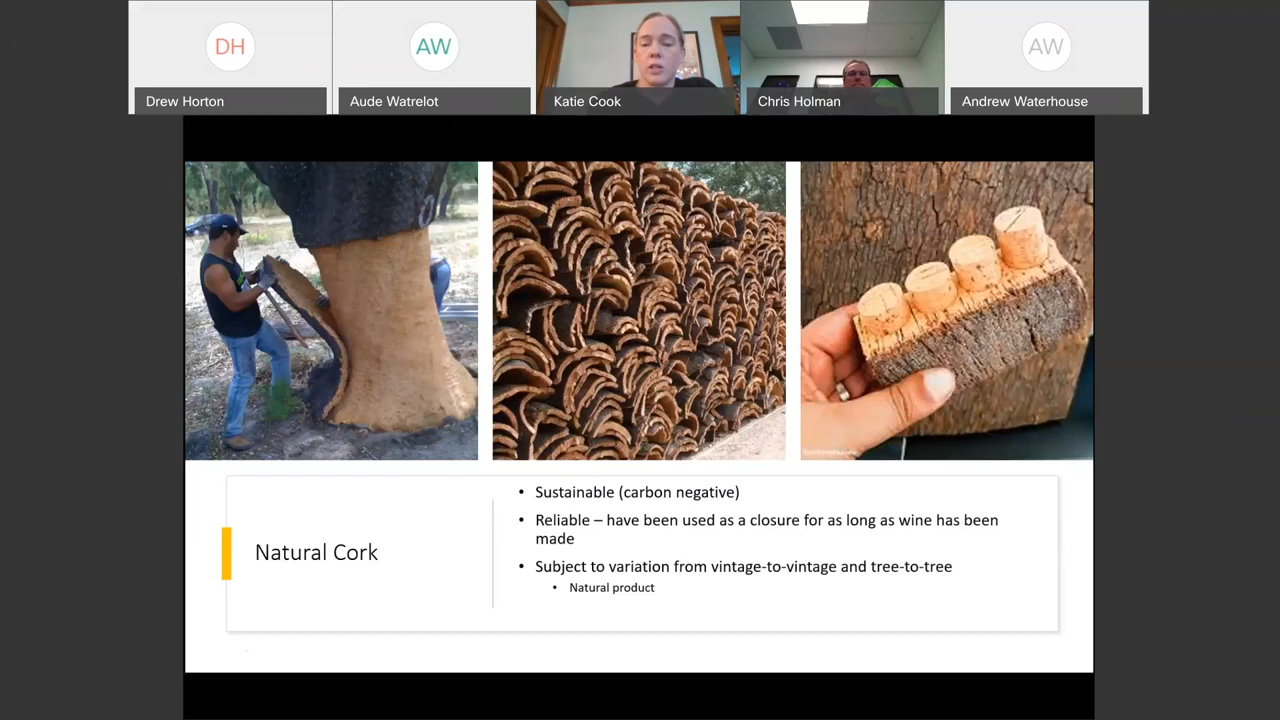 DH
AW
AW
Drew Horton
Aude Watrelot
Katie Cook
Chris Holman
Andrew Waterhouse
Natural Cork
• Sustainable (carbon negative)
• Reliable – have been used as a closure for as long as wine has been
made
• Subject to variation from vintage-to-vintage and tree-to-tree
• Natural product